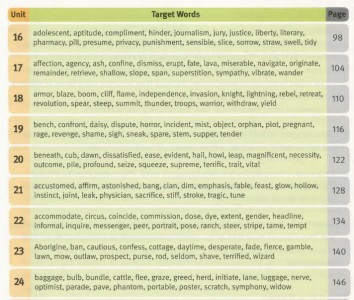 Unit Target Words Page
16 adolescent, aptitude, compliment, hinder, journalism, jury, justice, liberty, literary, 98
pharmacy, pill, presume, privacy, punishment, sensible, slice, sorrow, straw, swell, tidy
17 affection, agency, ash, confine, dismiss, erupt, fate, lava, miserable, navigate, originate, 104
remainder, retrieve, shallow, slope, span, superstition, sympathy, vibrate, wander
18 armor, blaze, boom, cliff, flame, independence, invasion, knight, lightning, rebel, retreat, 110
revolution, spear, steep, summit, thunder, troops, warrior, withdraw, yield
19 bench, confront, daisy, dispute, horror, incident, mist, object, orphan, plot, pregnant, 116
rage, revenge, shame, sigh, sneak, spare, stem, supper, tender
20 beneath, cub, dawn, dissatisfied, ease, evident, hail, howl, leap, magnificent, necessity, 122
outcome, pile, profound, seize, squeeze, supreme, terrific, trait, vital
21 accustomed, affirm, astonished, bang, clan, dim, emphasis, fable, feast, glow, hollow, 128
instinct, joint, leak, physician, sacrifice, stiff, stroke, tragic, tune
22 accommodate, circus, coincide, commission, dose, dye, extent, gender, headline, 134
informal, inquire, messenger, peer, portrait, pose, ranch, steer, stripe, tame, tempt
23 Aborigine, ban, cautious, confess, cottage, daytime, desperate, fade, fierce, gamble, 140
lawn, mow, outlaw, prospect, purse, rod, seldom, shave, terrified, wizard
24 baggage, bulb, bundle, cattle, flee, graze, greed, herd, initiate, lane, luggage, nerve, 146
optimist, parade, pave, phantom, portable, poster, scratch, symphony, widow